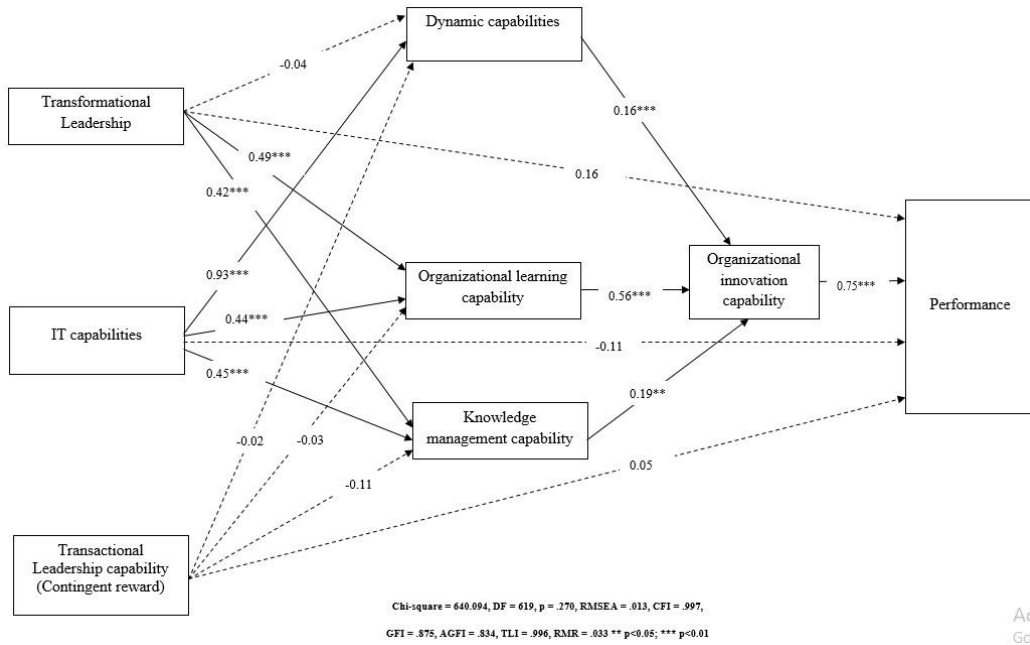 Dynamic capabilities
-0.04
Transformational
Leadership
0.16***
0.49***
0.42***
0.16
Organizational learning
capability
Organizational
innovation
capability
0.93***
0.56***
0.75***
Performance
IT capabilities
0.44***
-0.11
0.45***
0.19**
Knowledge
management capability
-0.02
-0.03
-0.11
0.05
Transactional
Leadership capability
(Contingent reward)
Chi-square = 640.094, DF = 619, p = .270, RMSEA = .013, CFI = .997,
GFI = .875, AGFI = .834, TLI = .996, RMR = .033 ** p<0.05; *** p<0.01
Ac
Go